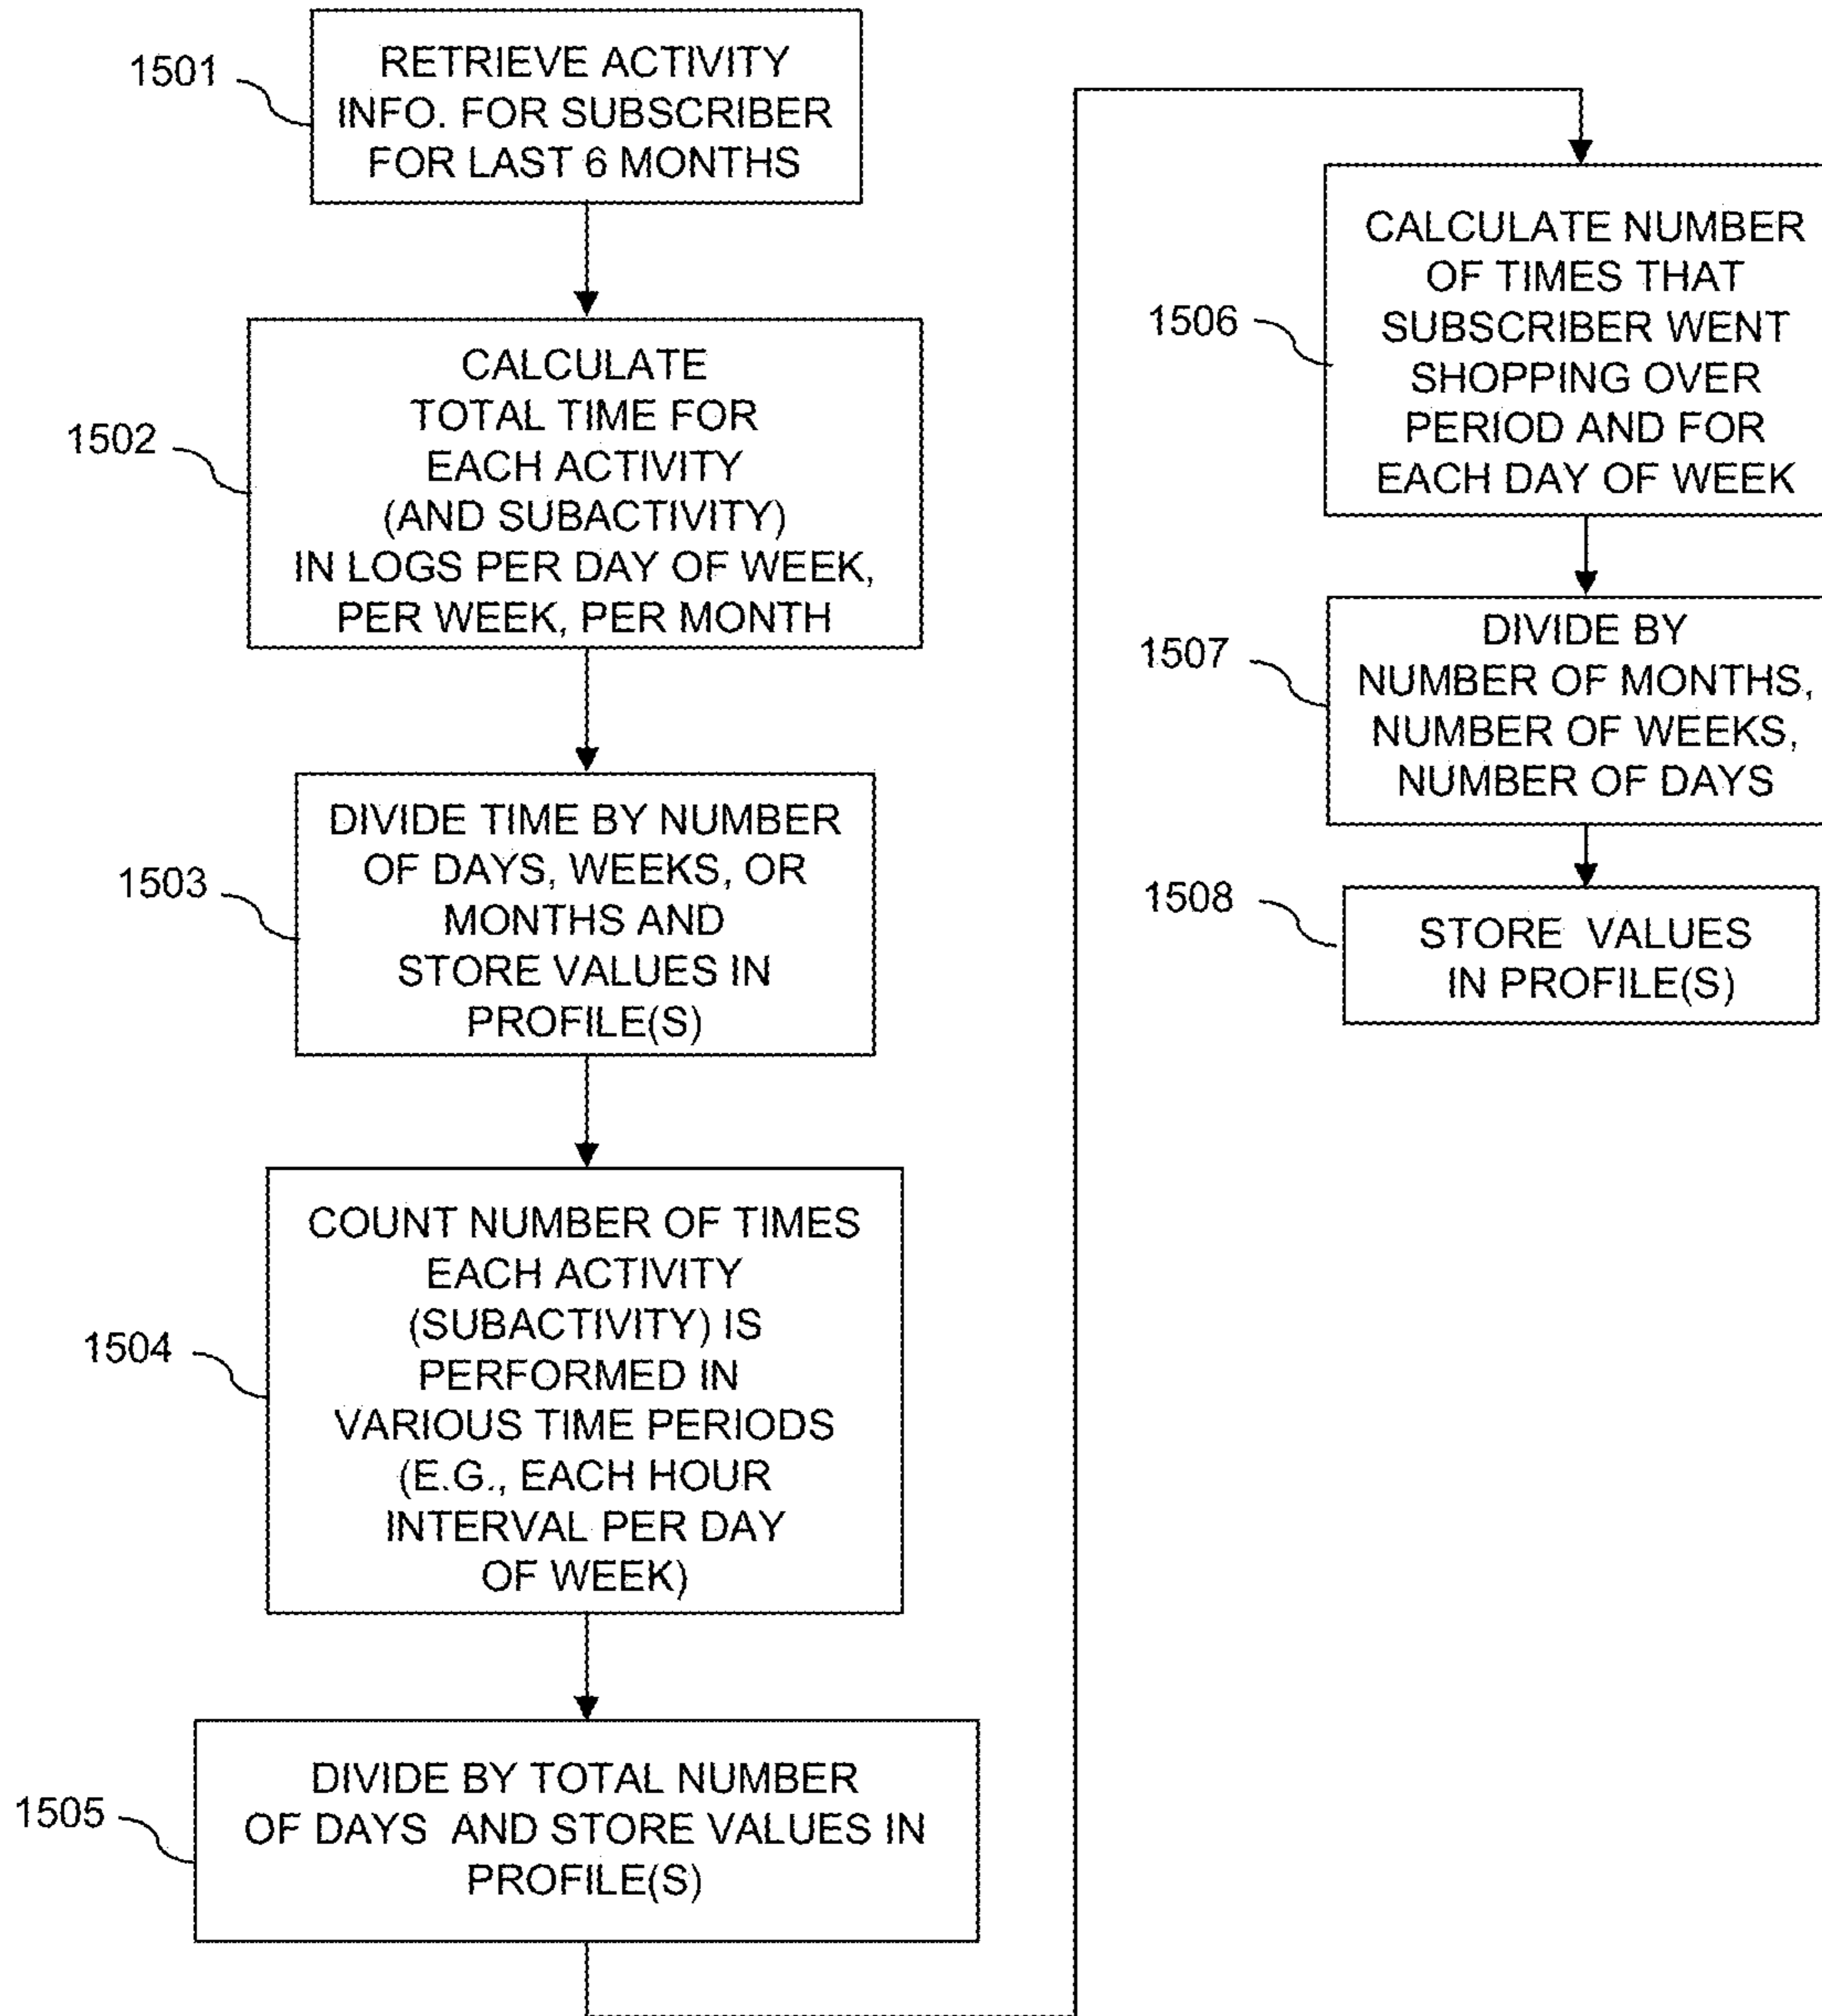 1501
RETRIEVE ACTIVITY
INFO. FOR SUBSCRIBER
FOR LAST 6 MONTHS
1502
CALCULATE
TOTAL TIME FOR
EACH ACTIVITY
(AND SUBACTIVITY)
IN LOGS PER DAY OF WEEK,
PER WEEK, PER MONTH
1503
DIVIDE TIME BY NUMBER
OF DAYS, WEEKS, OR
MONTHS AND
STORE VALUES IN
PROFILE(S)
1504
COUNT NUMBER OF TIMES
EACH ACTIVITY
(SUBACTIVITY) IS
PERFORMED IN
VARIOUS TIME PERIODS
(E.G., EACH HOUR
INTERVAL PER DAY
OF WEEK)
1505
DIVIDE BY TOTAL NUMBER
OF DAYS AND STORE VALUES IN
PROFILE(S)
1506
CALCULATE NUMBER
OF TIMES THAT
SUBSCRIBER WENT
SHOPPING OVER
PERIOD AND FOR
EACH DAY OF WEEK
1507
DIVIDE BY
NUMBER OF MONTHS,
NUMBER OF WEEKS,
NUMBER OF DAYS
1508
STORE VALUES
IN PROFILE(S)